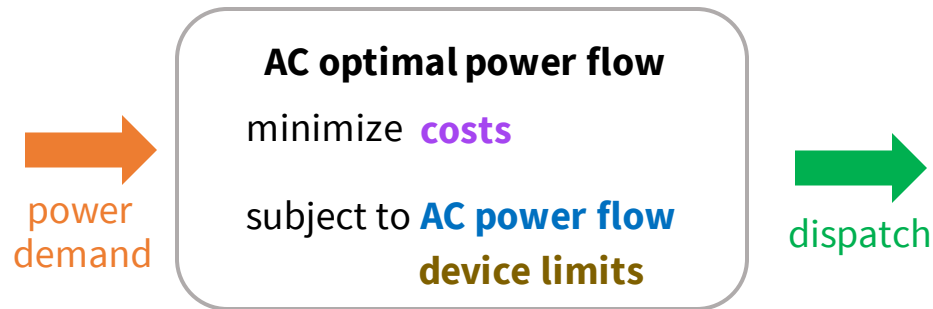 AC optimal power flow
minimize costs
power
demand
subject to AC power flow
device limits
dispatch